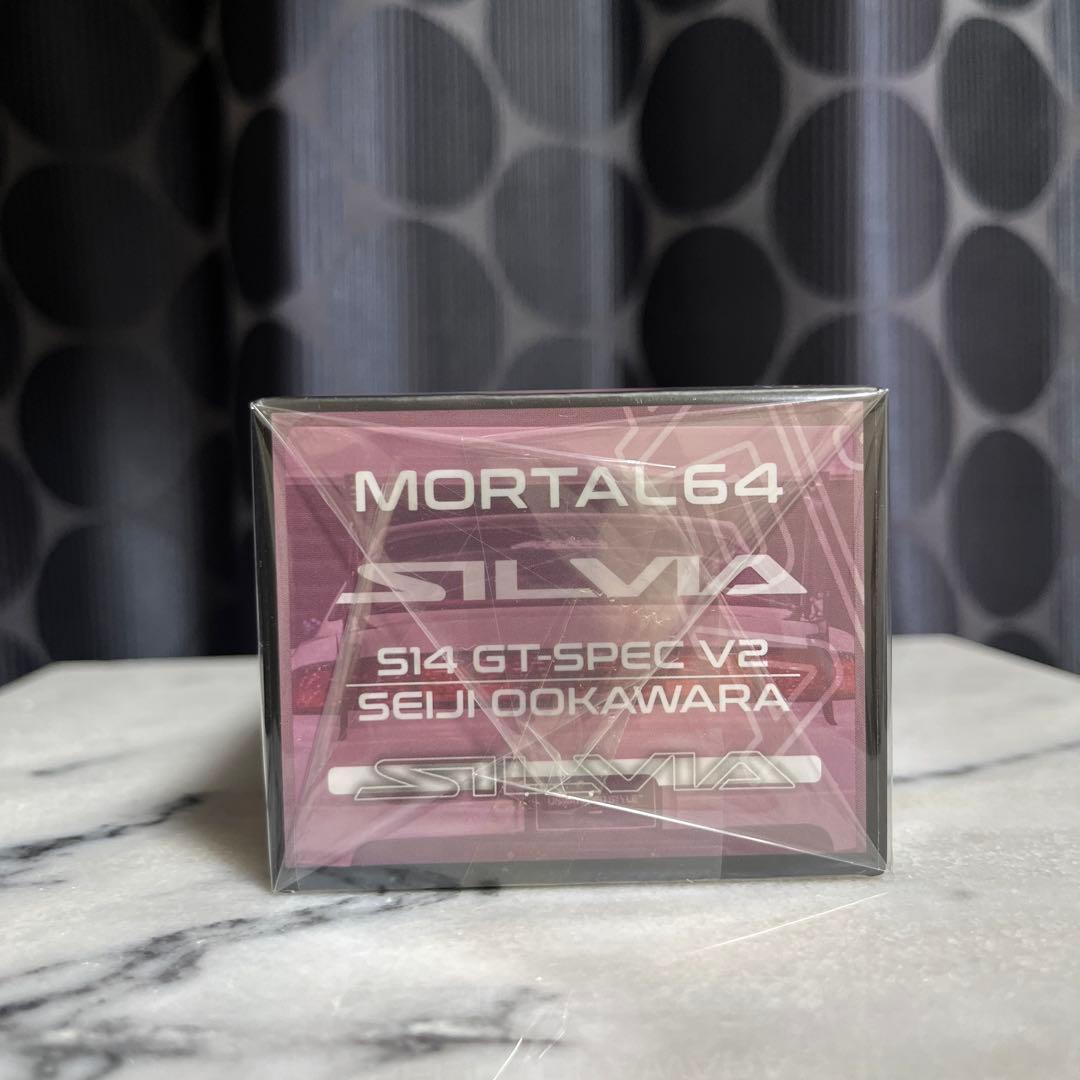 MORTAL64
SILVIA
S14 GT-SPEC V2
SEIJI OOKAWARA
SILVIA